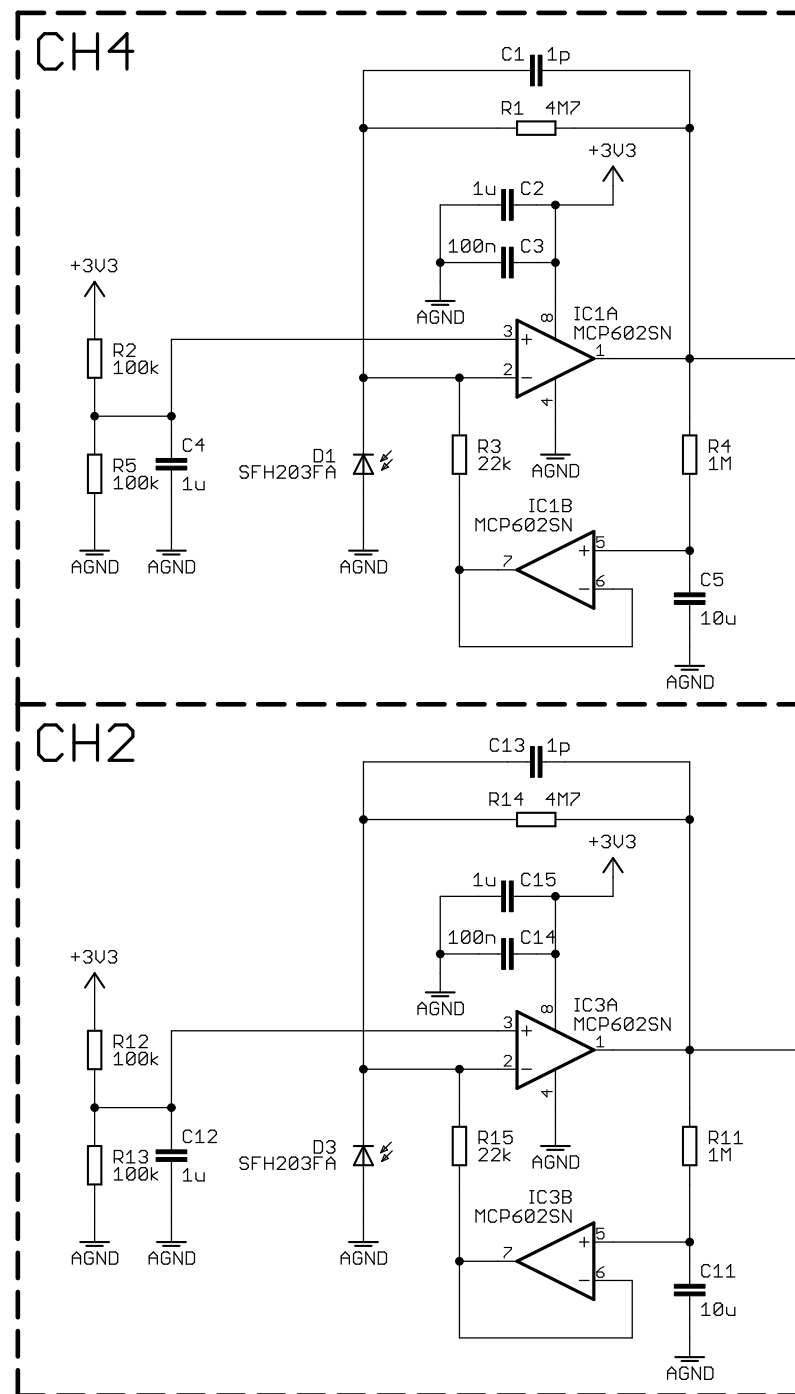 CH4
C1 1p
R1 4M7
+3V3
1u C2
100n C3
AGND
+3V3
8
IC1A
MCP602SN
3
+
1
2
−
4
R2
100k
R5
100k
C4
1u
AGND
AGND
D1
SFH203FA
AGND
R3
22k
AGND
R4
1M
IC1B
MCP602SN
5
+
7
6
−
C5
10u
AGND
CH2
C13 1p
R14 4M7
+3V3
1u C15
100n C14
AGND
+3V3
8
IC3A
MCP602SN
3
+
1
2
−
4
R12
100k
R13
100k
C12
1u
AGND
AGND
D3
SFH203FA
AGND
R15
22k
AGND
R11
1M
IC3B
MCP602SN
5
+
7
6
−
C11
10u
AGND